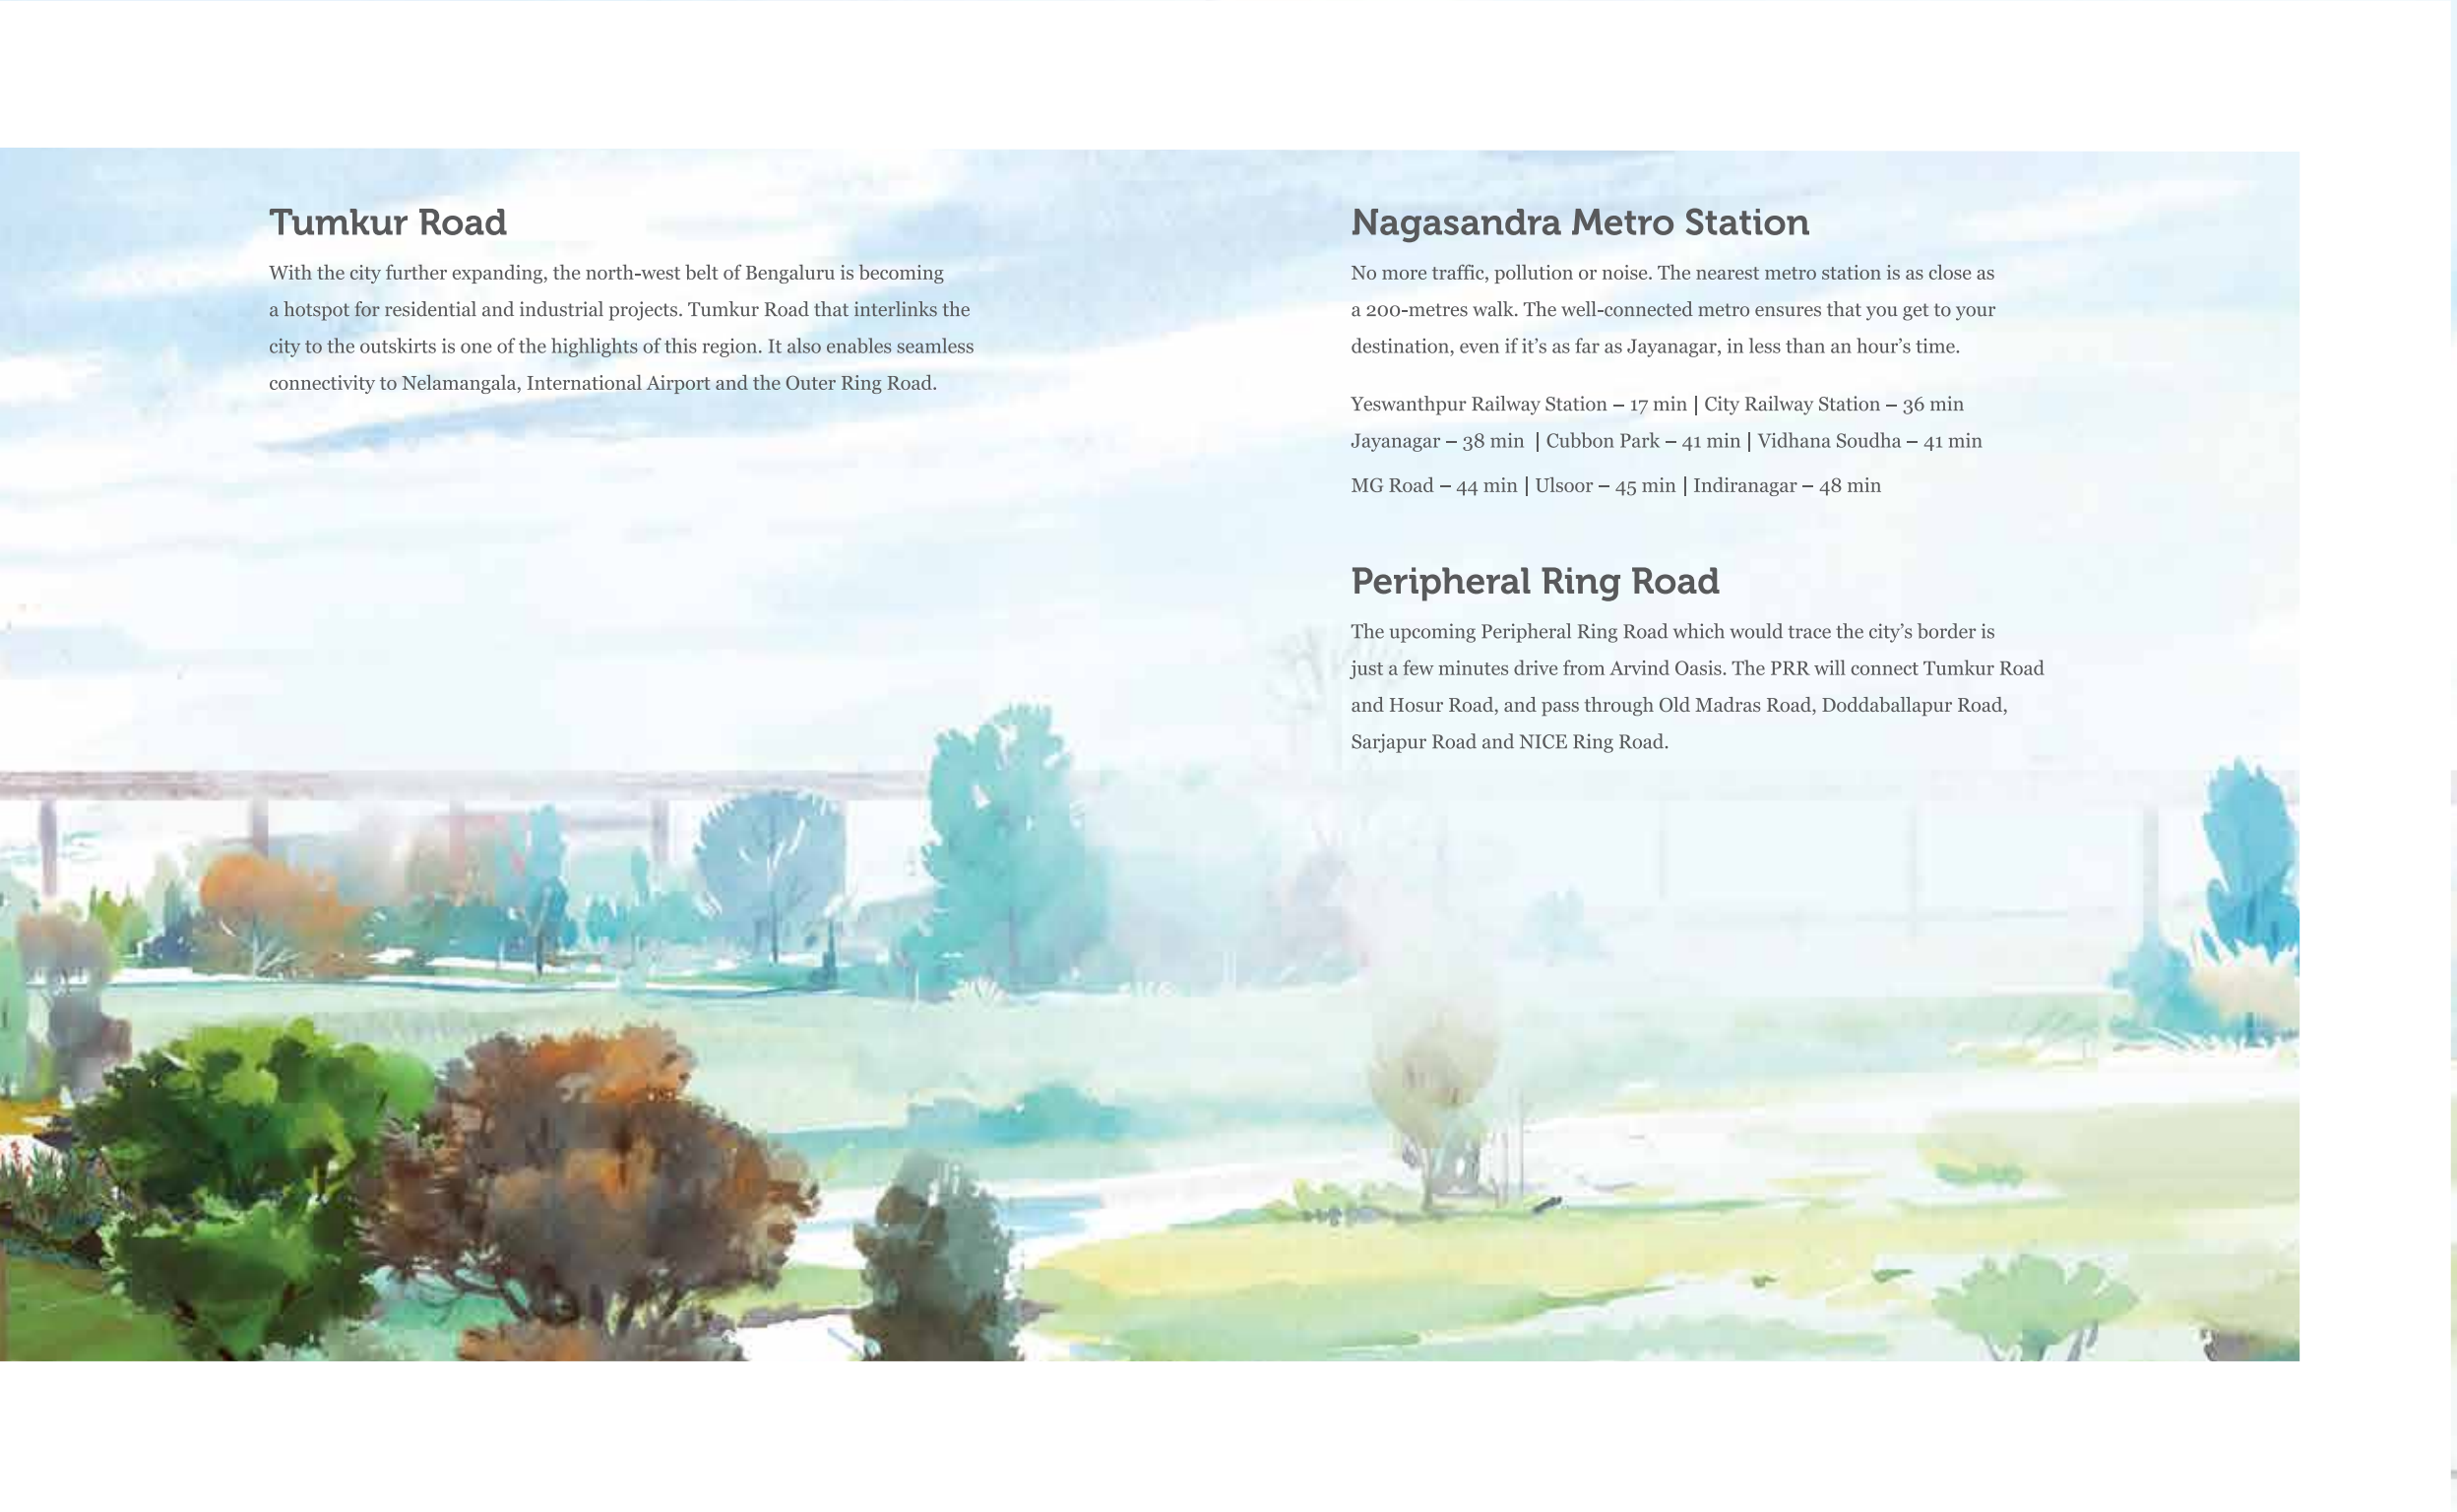 Tumkur Road
With the city further expanding, the north-west belt of Bengaluru is becoming
a hotspot for residential and industrial projects. Tumkur Road that interlinks the
city to the outskirts is one of the highlights of this region. It also enables seamless
connectivity to Nelamangala, International Airport and the Outer Ring Road.
Nagasandra Metro Station
No more traffic, pollution or noise. The nearest metro station is as close as
a 200-metres walk. The well-connected metro ensures that you get to your
destination, even if it’s as far as Jayanagar, in less than an hour’s time.
Yeswanthpur Railway Station – 17 min | City Railway Station – 36 min
Jayanagar – 38 min | Cubbon Park – 41 min | Vidhana Soudha – 41 min
MG Road – 44 min | Ulsoor – 45 min | Indiranagar – 48 min
Peripheral Ring Road
The upcoming Peripheral Ring Road which would trace the city’s border is
just a few minutes drive from Arvind Oasis. The PRR will connect Tumkur Road
and Hosur Road, and pass through Old Madras Road, Doddaballapur Road,
Sarjapur Road and NICE Ring Road.